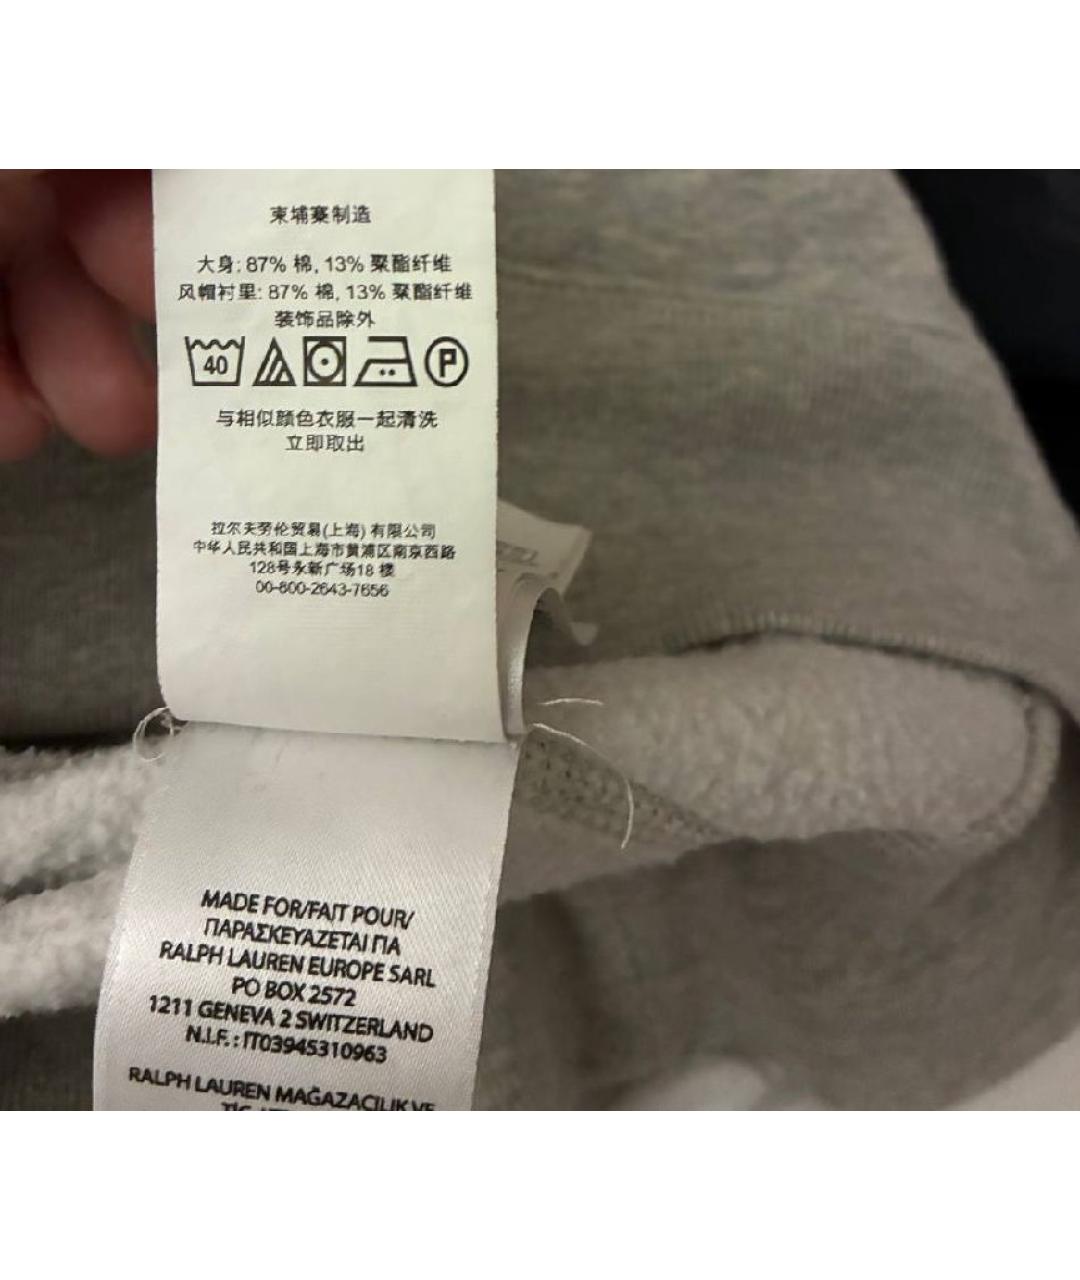 柬埔寨制造
大身: 87% 棉, 13% 聚酯纤维
风帽衬里: 87% 棉, 13% 聚酯纤维
装饰品除外
40
P
与相似颜色衣服一起清洗
立即取出
拉尔夫劳伦贸易(上海) 有限公司
中华人民共和国上海市黄浦区南京西路
128号永新广场18 楼
00-800-2643-7656
MADE FOR/FAIT POUR/
ΠΑΡΑΣΚΕΥΑΖΕΤΑΙ ΓΙΑ
RALPH LAUREN EUROPE SARL
PO BOX 2572
1211 GENEVA 2 SWITZERLAND
N.I.F. : IT03945310963
RALPH LAUREN MAĞAZACILIK VE